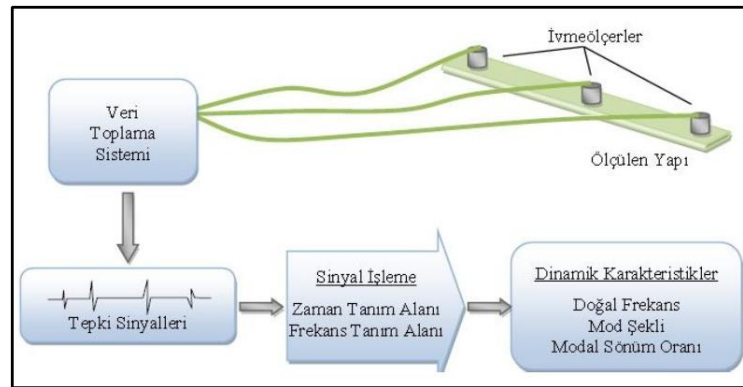 İvmeölçerler
Veri
Toplama
Sistemi
Ölçülen Yapı
Tepki Sinyalleri
Sinyal İşleme
Zaman Tanım Alanı
Frekans Tanım Alanı
Dinamik Karakteristikler
Doğal Frekans
Mod Şekli
Modal Sönüm Oranı